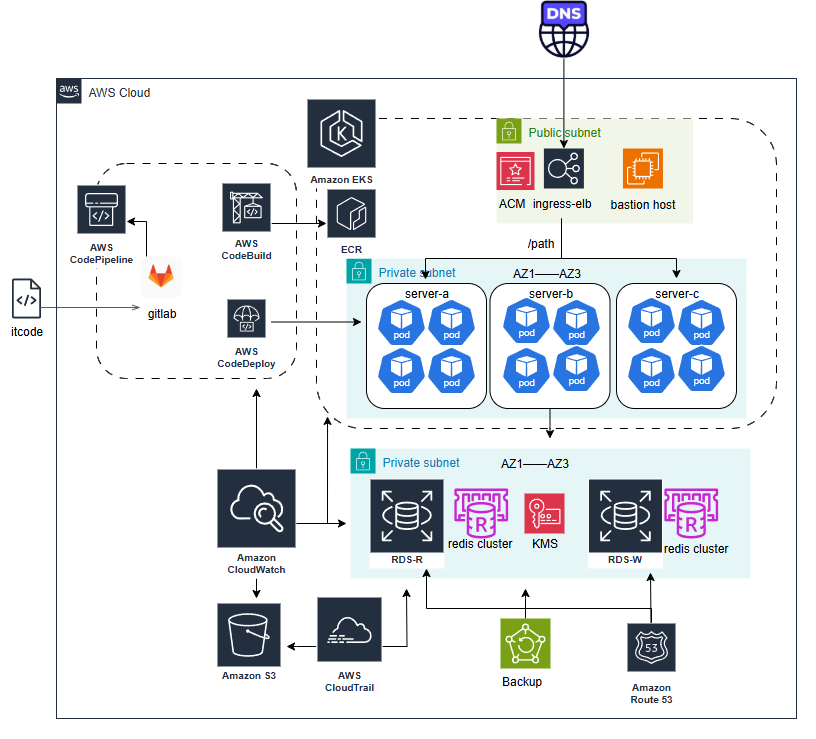 DNS
aws
AWS Cloud
K
Amazon EKS
Public subnet
ACM
ingress-elb
bastion host
AWS
CodePipeline
AWS
CodeBuild
ECR
/path
itcode
gitlab
AWS
CodeDeploy
Private subnet
AZ1——AZ3
server-a
pod
pod
pod
pod
server-b
pod
pod
pod
pod
server-c
pod
pod
pod
pod
Private subnet
AZ1——AZ3
Amazon
CloudWatch
RDS-R
R
redis cluster
KMS
RDS-W
R
redis cluster
Amazon S3
AWS
CloudTrail
Backup
53
Amazon
Route 53